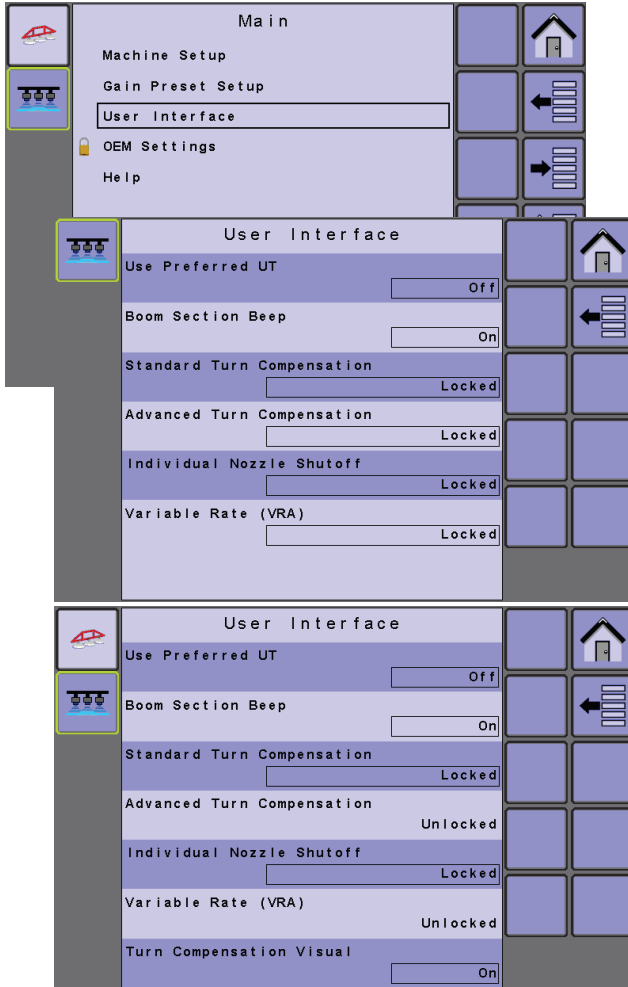 Main
Machine Setup
Gain Preset Setup
User Interface
OEM Settings
Help
User Interface
Use Preferred UT
Off
Boom Section Beep
On
Standard Turn Compensation
Locked
Advanced Turn Compensation
Locked
Individual Nozzle Shutoff
Locked
Variable Rate (VRA)
Locked
User Interface
Use Preferred UT
Off
Boom Section Beep
On
Standard Turn Compensation
Locked
Advanced Turn Compensation
Unlocked
Individual Nozzle Shutoff
Locked
Variable Rate (VRA)
Unlocked
Turn Compensation Visual
On